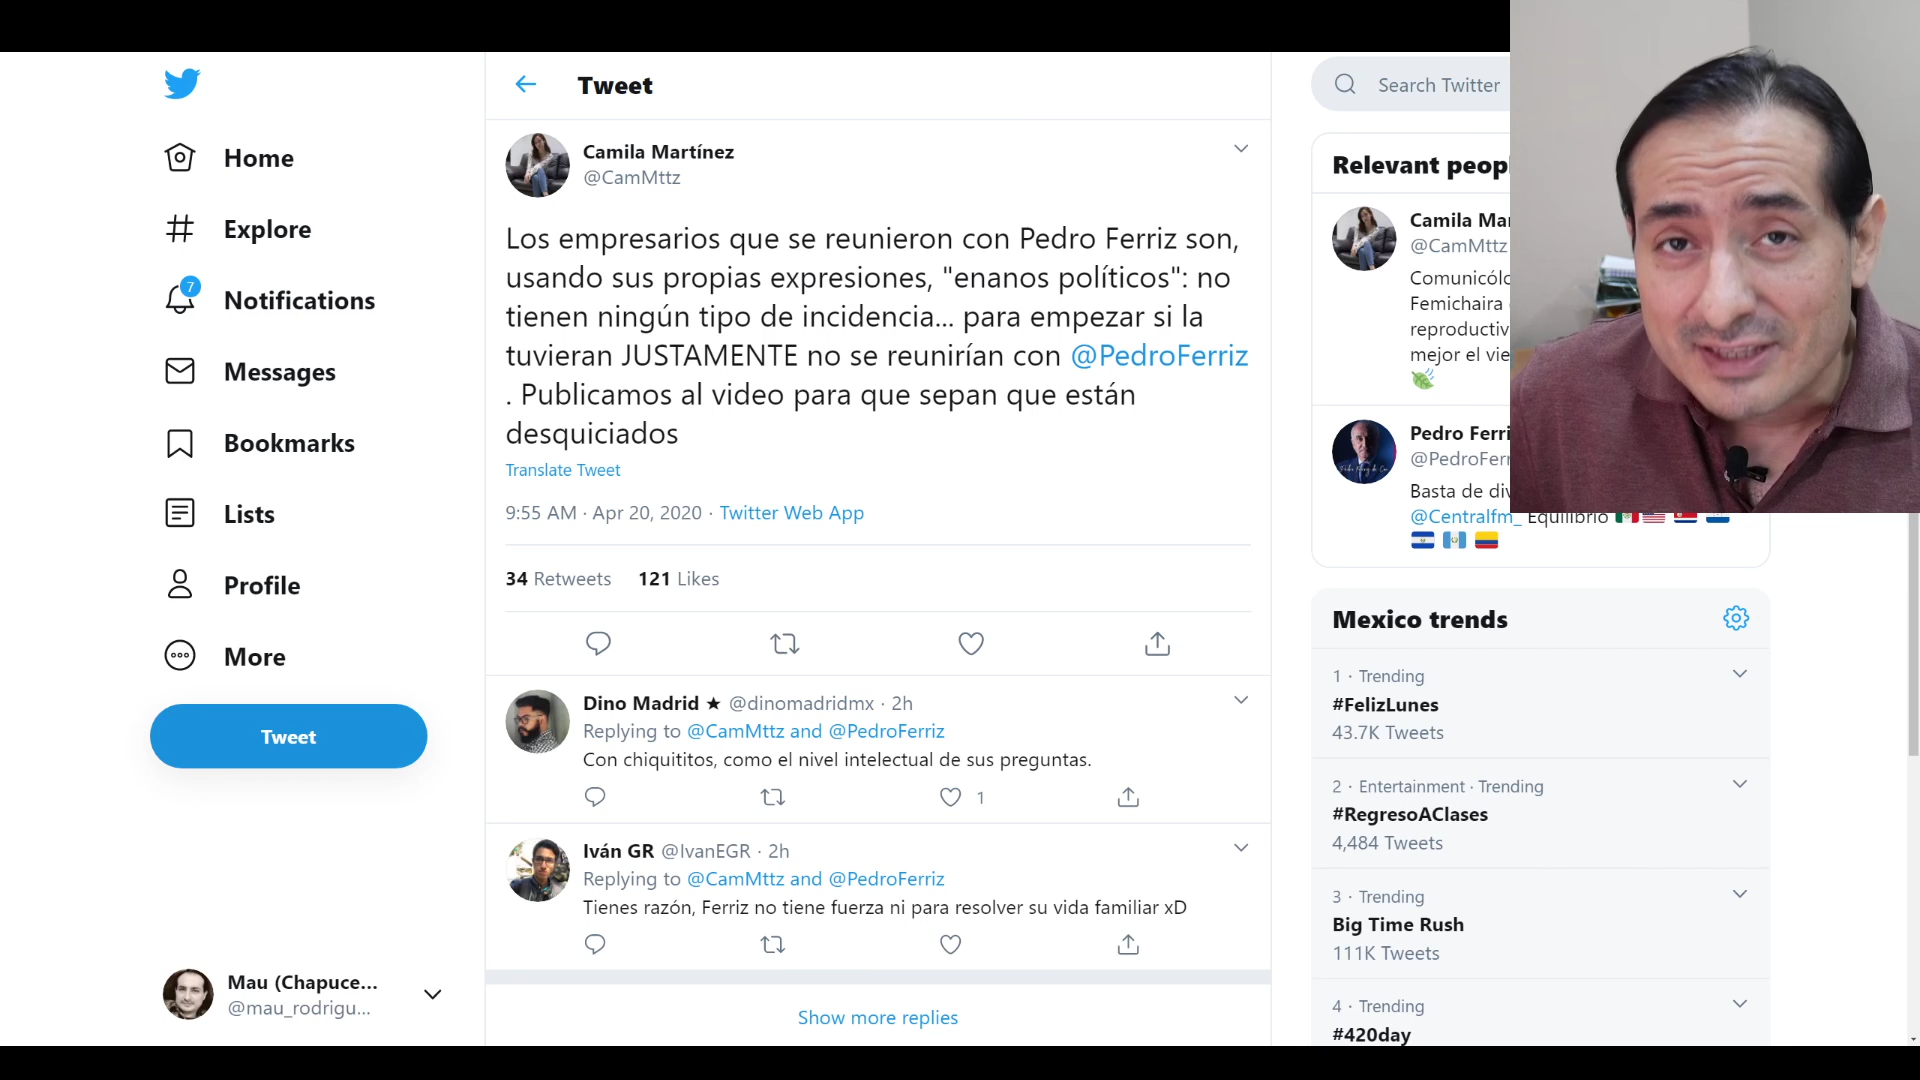 Home
Explore
7
Notifications
Messages
Bookmarks
Lists
Profile
More
Tweet
Mau (Chapuce...
@mau_rodrigu...
Tweet
Camila Martínez
@CamMttz
Los empresarios que se reunieron con Pedro Ferriz son,
usando sus propias expresiones, "enanos políticos": no
tienen ningún tipo de incidencia... para empezar si la
tuvieran JUSTAMENTE no se reunirían con @PedroFerriz
. Publicamos al video para que sepan que están
desquiciados
Translate Tweet
9:55 AM · Apr 20, 2020 · Twitter Web App
34 Retweets 121 Likes
Dino Madrid ★ @dinomadridmx · 2h
Replying to @CamMttz and @PedroFerriz
Con chiquititos, como el nivel intelectual de sus preguntas.
1
Iván GR @IvanEGR · 2h
Replying to @CamMttz and @PedroFerriz
Tienes razón, Ferriz no tiene fuerza ni para resolver su vida familiar xD
Show more replies
Search Twitter
Relevant peop
Camila Mar
@CamMttz
Comunicólo
Femichaira
reproductiv
mejor el vie
Pedro Ferri
@PedroFerr
Basta de div
@Centralfm_ Equilibrio
Mexico trends
1 · Trending
#FelizLunes
43.7K Tweets
2 · Entertainment · Trending
#RegresoAClases
4,484 Tweets
3 · Trending
Big Time Rush
111K Tweets
4 · Trending
#420day